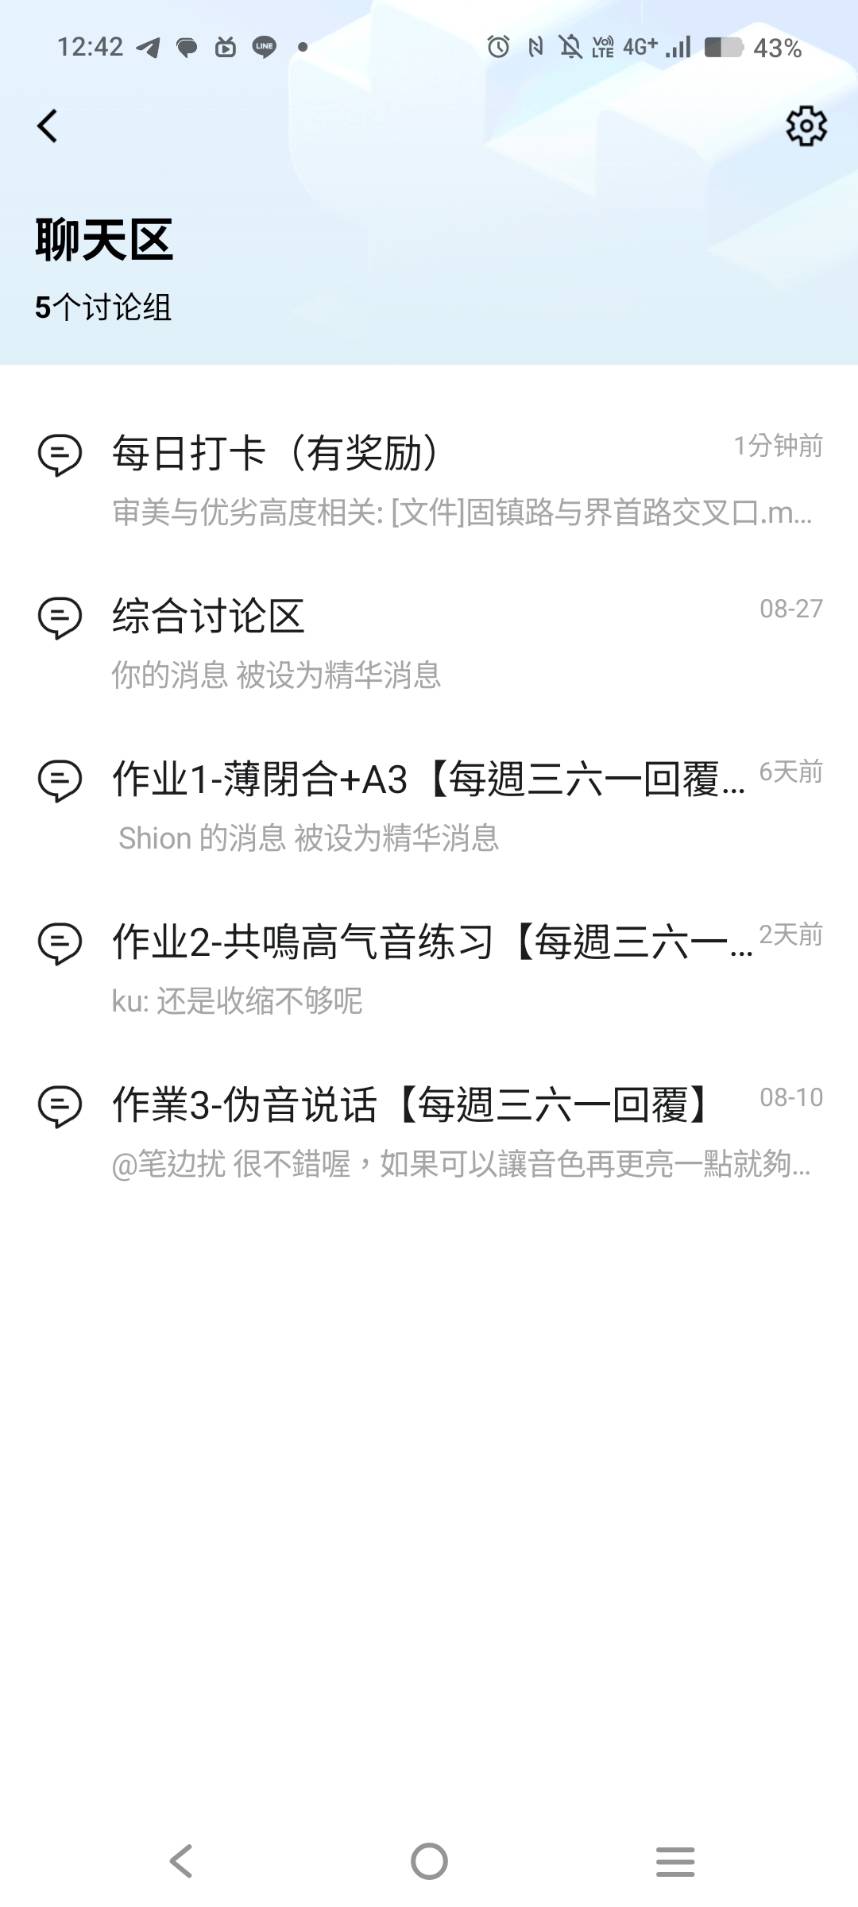 12:42 LINE VoLTE 4G+ 43%
聊天区
5个讨论组
每日打卡（有奖励） 1分钟前
审美与优劣高度相关: [文件]固镇路与界首路交叉口.m...
综合讨论区 08-27
你的消息 被设为精华消息
作业1-薄閉合+A3【每週三六一回覆... 6天前
Shion 的消息 被设为精华消息
作业2-共鳴高气音练习【每週三六一... 2天前
ku: 还是收缩不够呢
作業3-伪音说话【每週三六一回覆】 08-10
@笔边扰 很不錯喔，如果可以讓音色再更亮一點就夠...